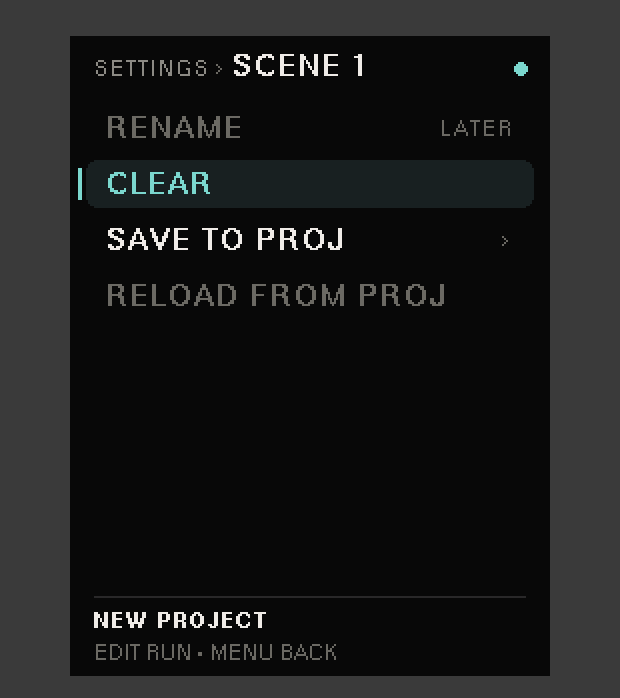 SETTINGS › SCENE 1
RENAME LATER
CLEAR
SAVE TO PROJ ›
RELOAD FROM PROJ
NEW PROJECT
EDIT RUN • MENU BACK